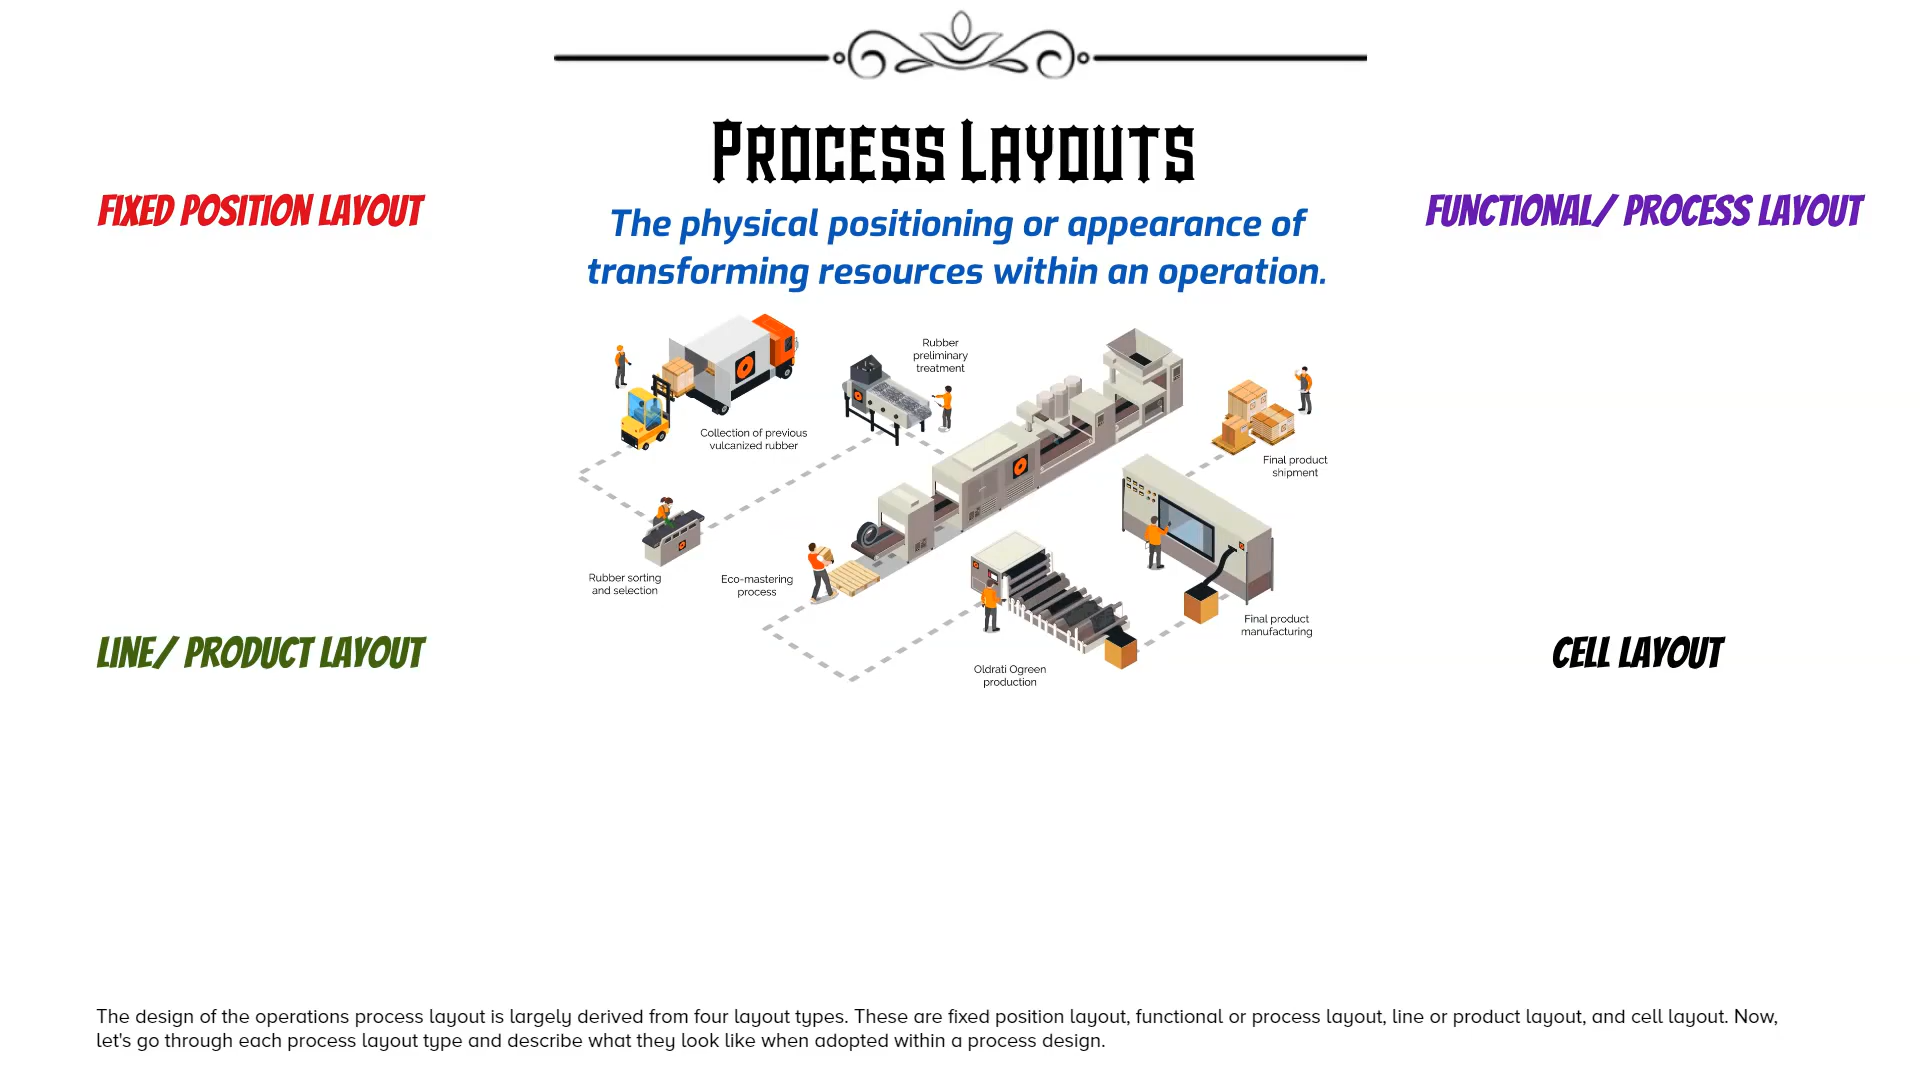 Process Layouts
FIXED POSITION LAYOUT
FUNCTIONAL/ PROCESS LAYOUT
The physical positioning or appearance of
transforming resources within an operation.
Rubber
preliminary
treatment
Collection of previous
vulcanized rubber
Final product
shipment
Rubber sorting
and selection
Eco-mastering
process
Final product
manufacturing
Oldrati Ogreen
production
LINE/ PRODUCT LAYOUT
CELL LAYOUT
The design of the operations process layout is largely derived from four layout types. These are fixed position layout, functional or process layout, line or product layout, and cell layout. Now,
let's go through each process layout type and describe what they look like when adopted within a process design.